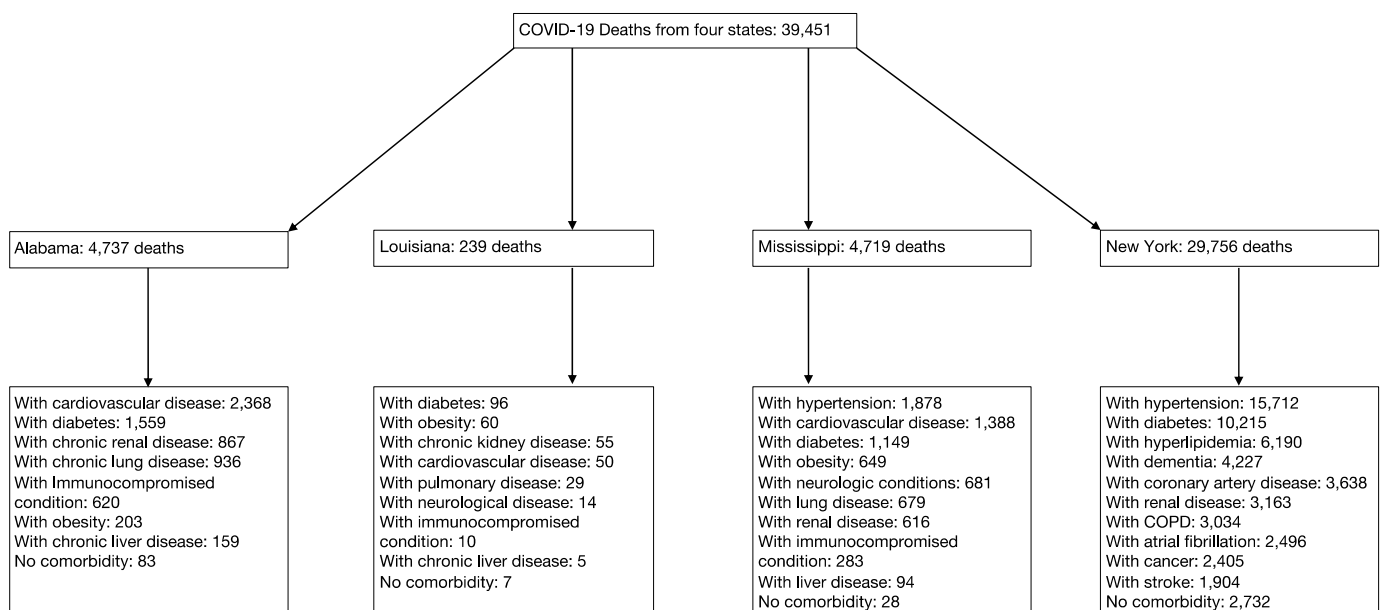 COVID-19 Deaths from four states: 39,451
Alabama: 4,737 deaths
Louisiana: 239 deaths
Mississippi: 4,719 deaths
New York: 29,756 deaths
With cardiovascular disease: 2,368
With diabetes: 1,559
With chronic renal disease: 867
With chronic lung disease: 936
With Immunocompromised
condition: 620
With obesity: 203
With chronic liver disease: 159
No comorbidity: 83
With diabetes: 96
With obesity: 60
With chronic kidney disease: 55
With cardiovascular disease: 50
With pulmonary disease: 29
With neurological disease: 14
With immunocompromised
condition: 10
With chronic liver disease: 5
No comorbidity: 7
With hypertension: 1,878
With cardiovascular disease: 1,388
With diabetes: 1,149
With obesity: 649
With neurologic conditions: 681
With lung disease: 679
With renal disease: 616
With immunocompromised
condition: 283
With liver disease: 94
No comorbidity: 28
With hypertension: 15,712
With diabetes: 10,215
With hyperlipidemia: 6,190
With dementia: 4,227
With coronary artery disease: 3,638
With renal disease: 3,163
With COPD: 3,034
With atrial fibrillation: 2,496
With cancer: 2,405
With stroke: 1,904
No comorbidity: 2,732